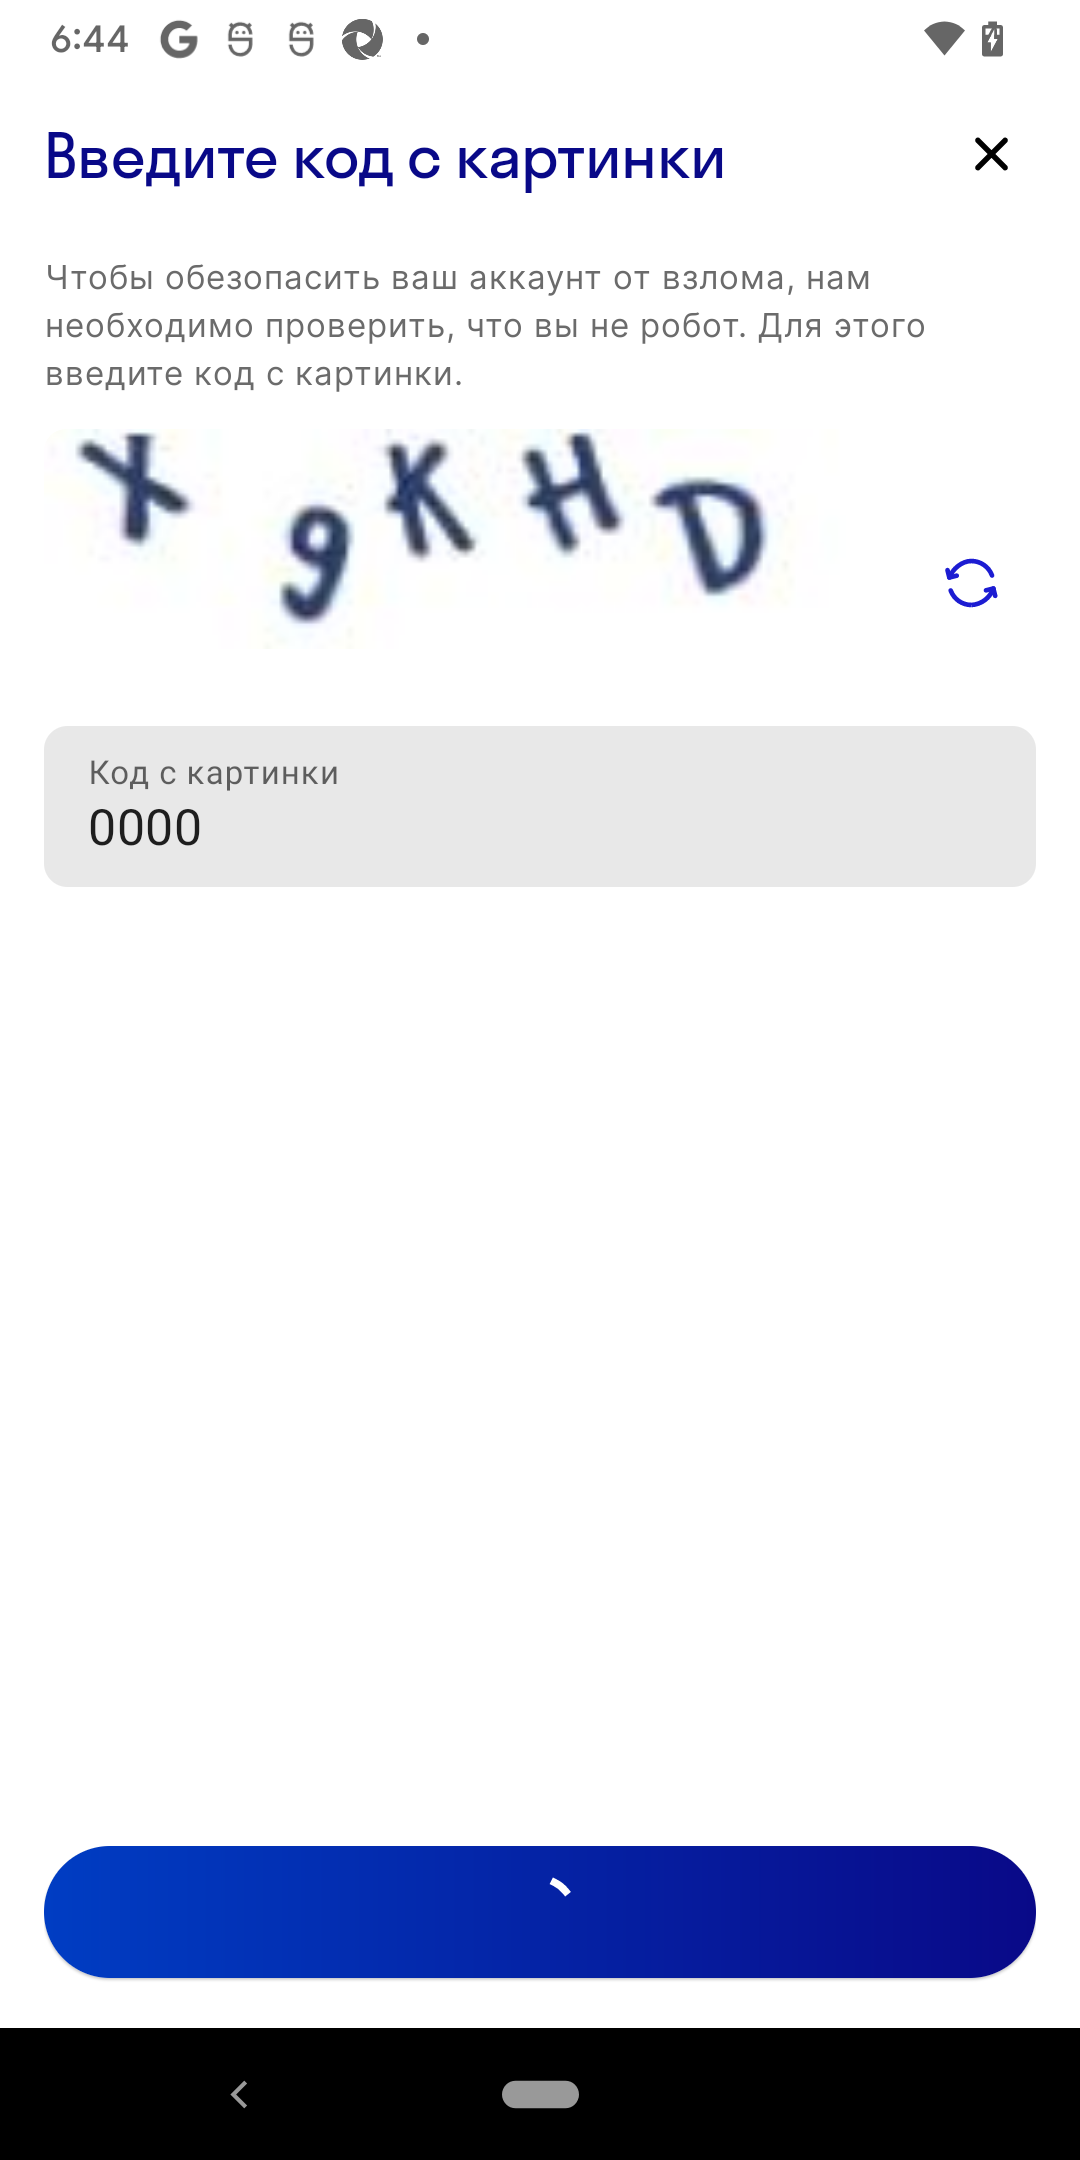 6:44
Введите код с картинки
Чтобы обезопасить ваш аккаунт от взлома, нам
необходимо проверить, что вы не робот. Для этого
введите код с картинки.
X9KHD
Код с картинки
0000